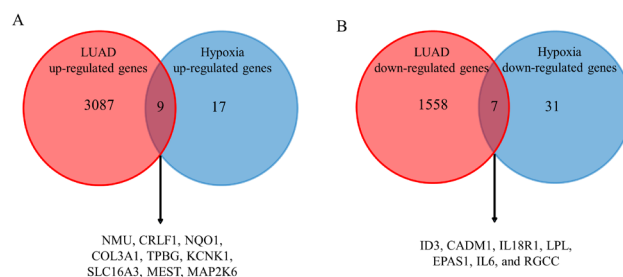 A
LUAD
up-regulated genes
Hypoxia
up-regulated genes
3087
9
17
NMU, CRLF1, NQO1,
COL3A1, TPBG, KCNK1,
SLC16A3, MEST, MAP2K6
B
LUAD
down-regulated genes
Hypoxia
down-regulated genes
1558
7
31
ID3, CADM1, IL18R1, LPL,
EPAS1, IL6, and RGCC